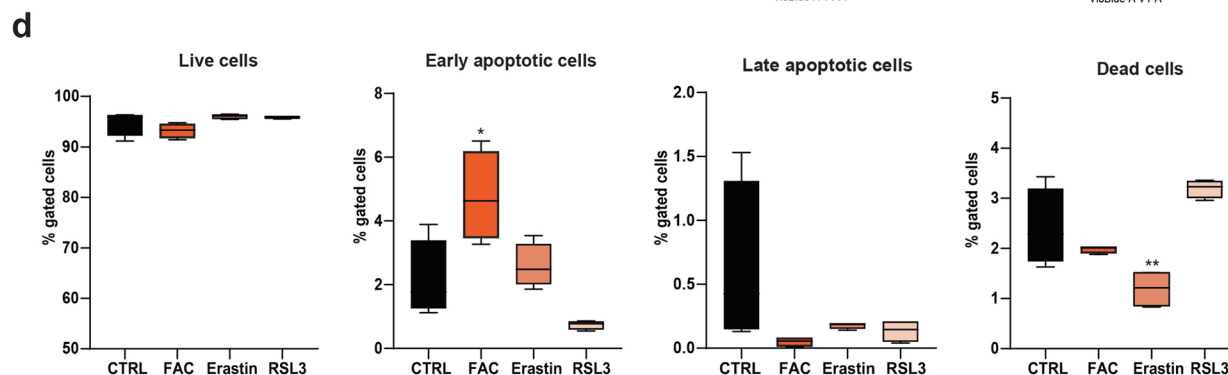 d
Live cells
% gated cells
100
90
80
70
60
50
CTRL FAC Erastin RSL3
Early apoptotic cells
% gated cells
8
6
4
2
0
*
CTRL FAC Erastin RSL3
Late apoptotic cells
% gated cells
2.0
1.5
1.0
0.5
0.0
CTRL FAC Erastin RSL3
Dead cells
% gated cells
5
4
3
2
1
0
**
CTRL FAC Erastin RSL3